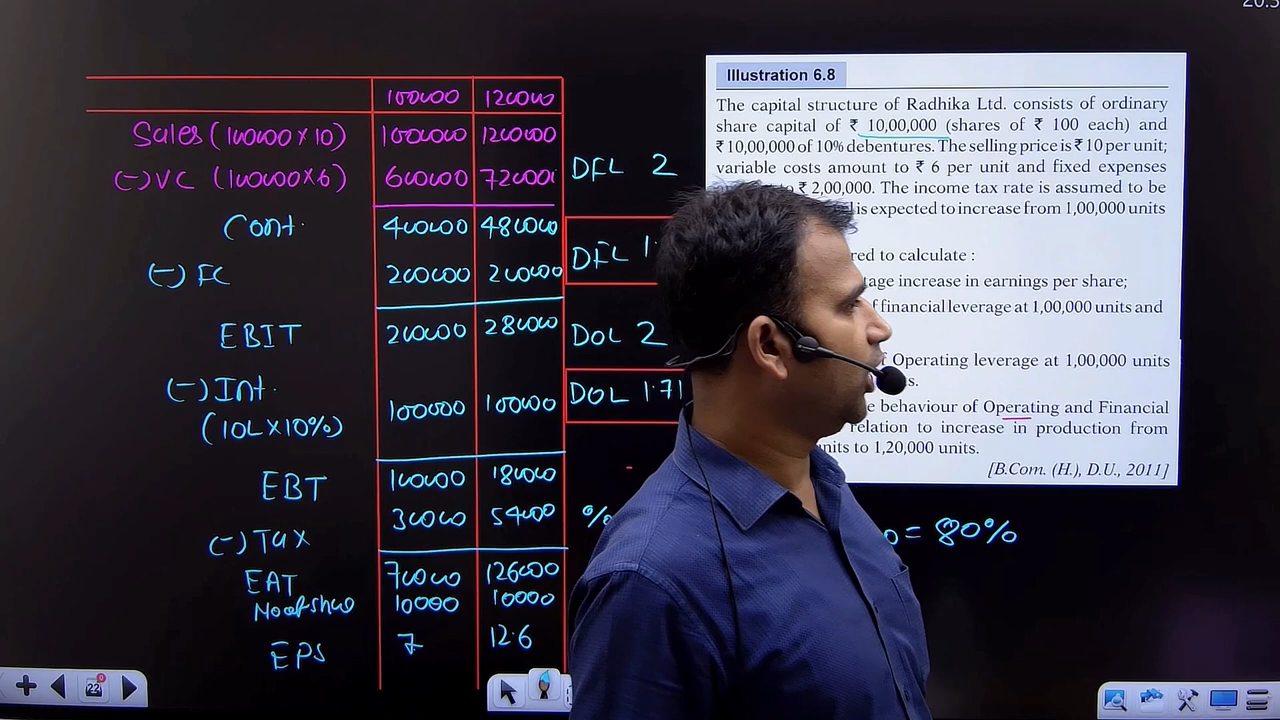 20.5
100000 120000
Sales (100000 X 10) 1000000 1200000
(-) VC (100000 X 6) 600000 720000
Cont. 400000 480000
(-) FC 200000 200000
EBIT 200000 280000
(-) Int. 100000 100000
(10L X 10%)
EBT 100000 180000
(-) Tax 30000 54000
EAT 70000 126000
No of share 10000 10000
EPS 7 12.6
DFL 2
DFL 1.
DOL 2
DOL 1.71
%
= 80%
Illustration 6.8
The capital structure of Radhika Ltd. consists of ordinary
share capital of ₹ 10,00,000 (shares of ₹ 100 each) and
₹ 10,00,000 of 10% debentures. The selling price is ₹ 10 per unit;
variable costs amount to ₹ 6 per unit and fixed expenses
₹ 2,00,000. The income tax rate is assumed to be
is expected to increase from 1,00,000 units
to calculate :
increase in earnings per share;
financial leverage at 1,00,000 units and
Operating leverage at 1,00,000 units
behaviour of Operating and Financial
relation to increase in production from
to 1,20,000 units.
[B.Com. (H.), D.U., 2011]
22